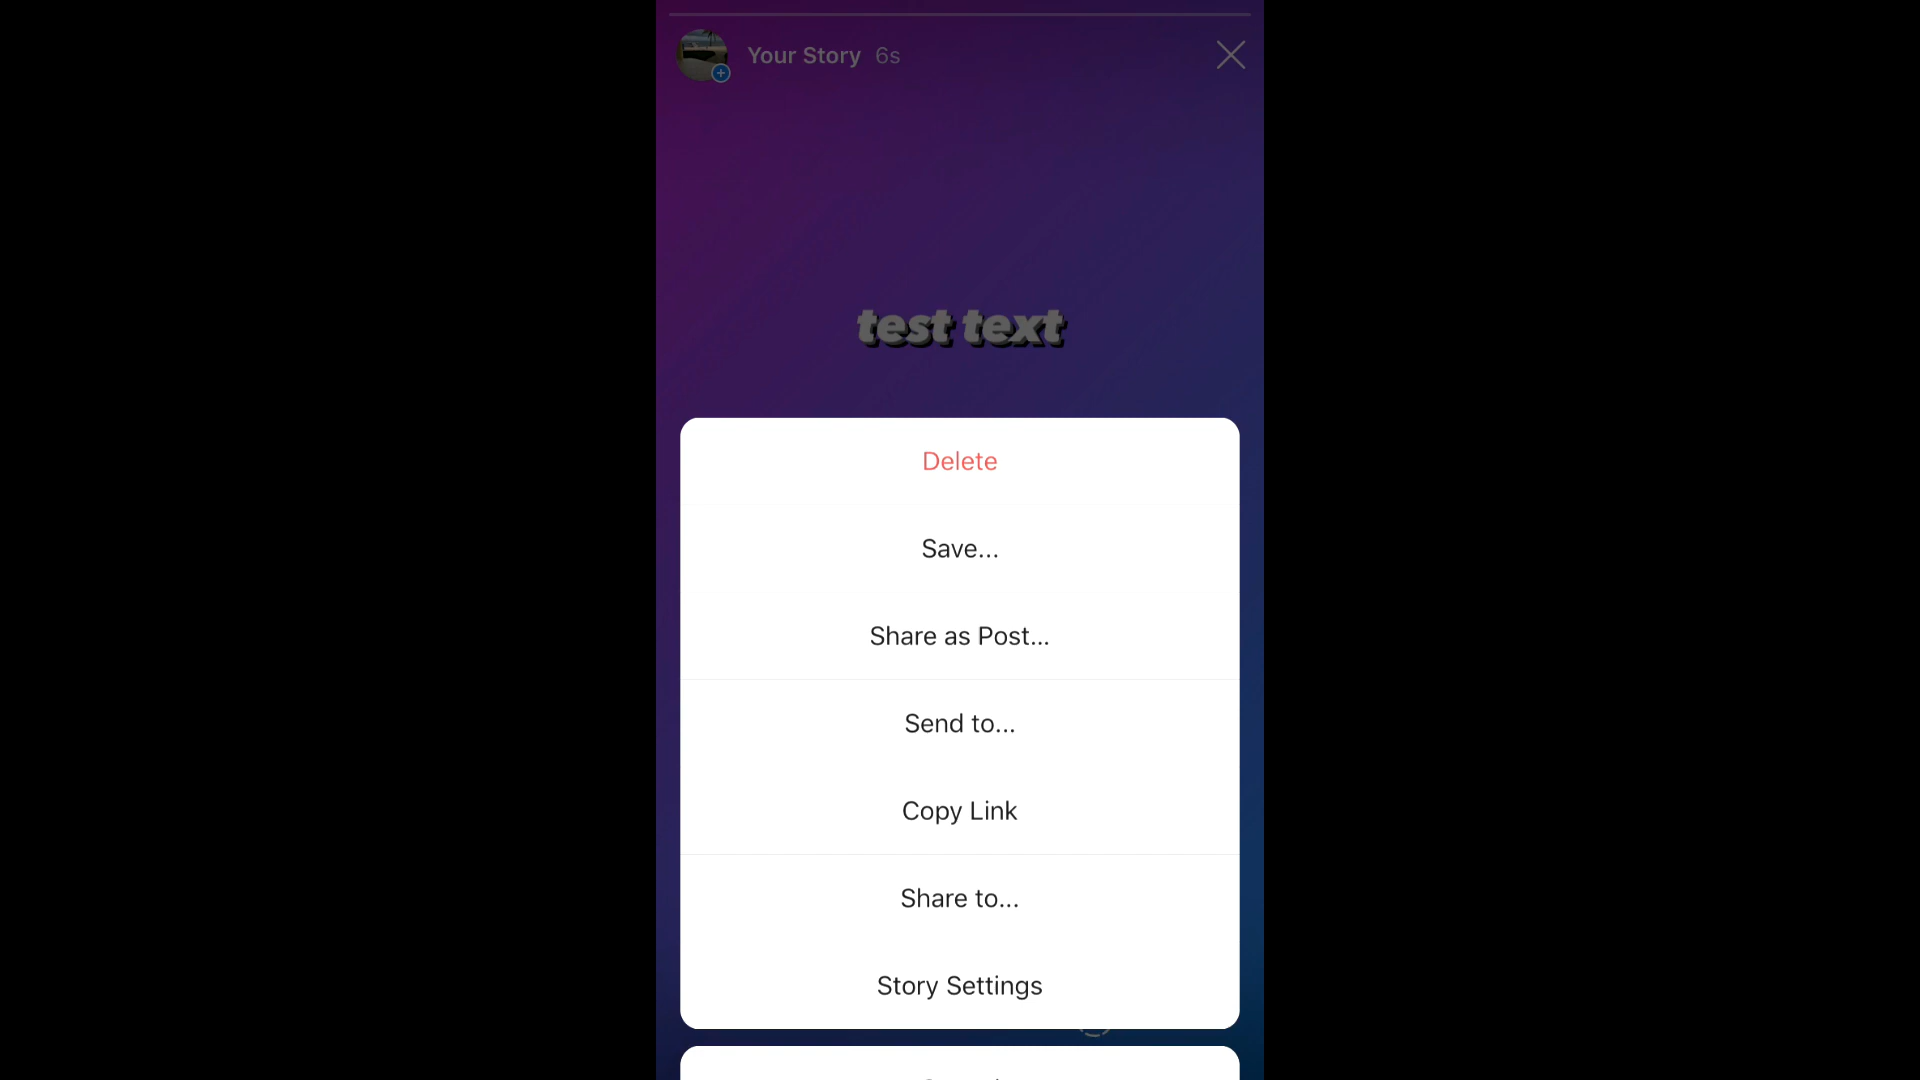 Your Story 6s
test text
Delete
Save...
Share as Post...
Send to...
Copy Link
Share to...
Story Settings